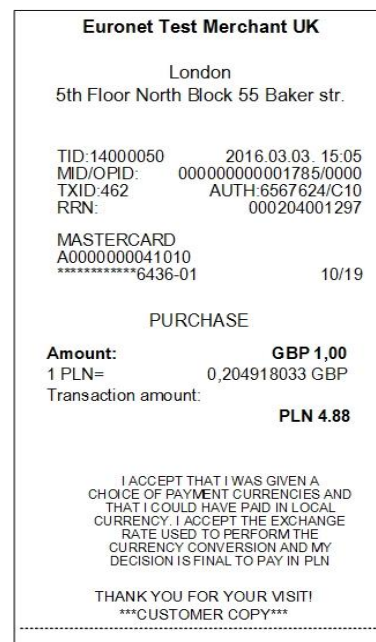 Euronet Test Merchant UK
London
5th Floor North Block 55 Baker str.
TID:14000050 2016.03.03. 15:05
MID/OPID: 000000000001785/0000
TXID:462 AUTH:6567624/C10
RRN: 000204001297
MASTERCARD
A0000000041010
************6436-01 10/19
PURCHASE
Amount: GBP 1,00
1 PLN= 0,204918033 GBP
Transaction amount:
PLN 4.88
I ACCEPT THAT I WAS GIVEN A
CHOICE OF PAYMENT CURRENCIES AND
THAT I COULD HAVE PAID IN LOCAL
CURRENCY. I ACCEPT THE EXCHANGE
RATE USED TO PERFORM THE
CURRENCY CONVERSION AND MY
DECISION IS FINAL TO PAY IN PLN
THANK YOU FOR YOUR VISIT!
***CUSTOMER COPY***